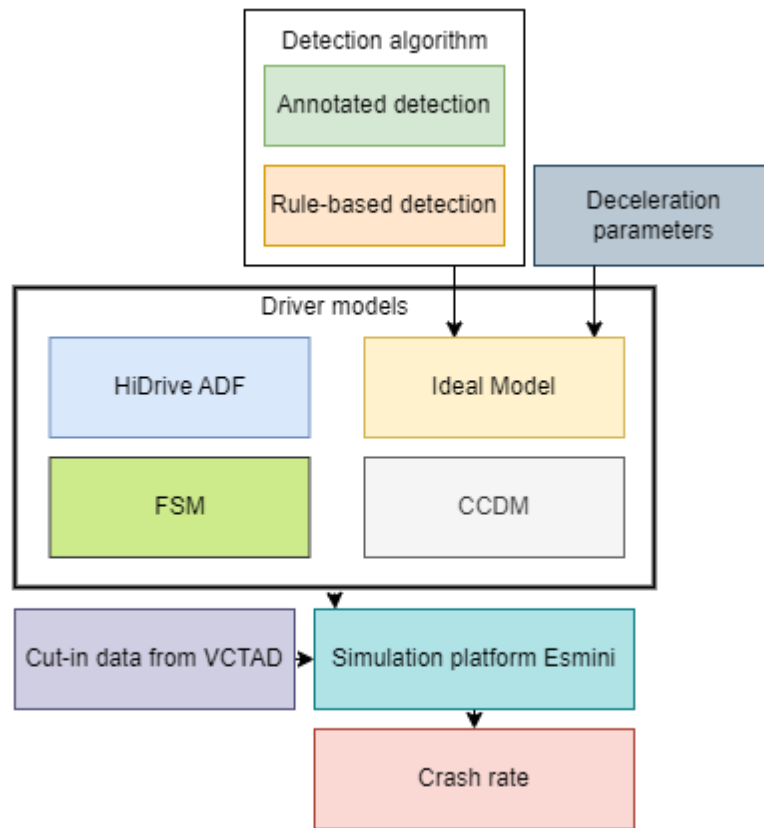 Detection algorithm
Annotated detection
Rule-based detection
Deceleration
parameters
Driver models
HiDrive ADF
Ideal Model
FSM
CCDM
Cut-in data from VCTAD
Simulation platform Esmini
Crash rate